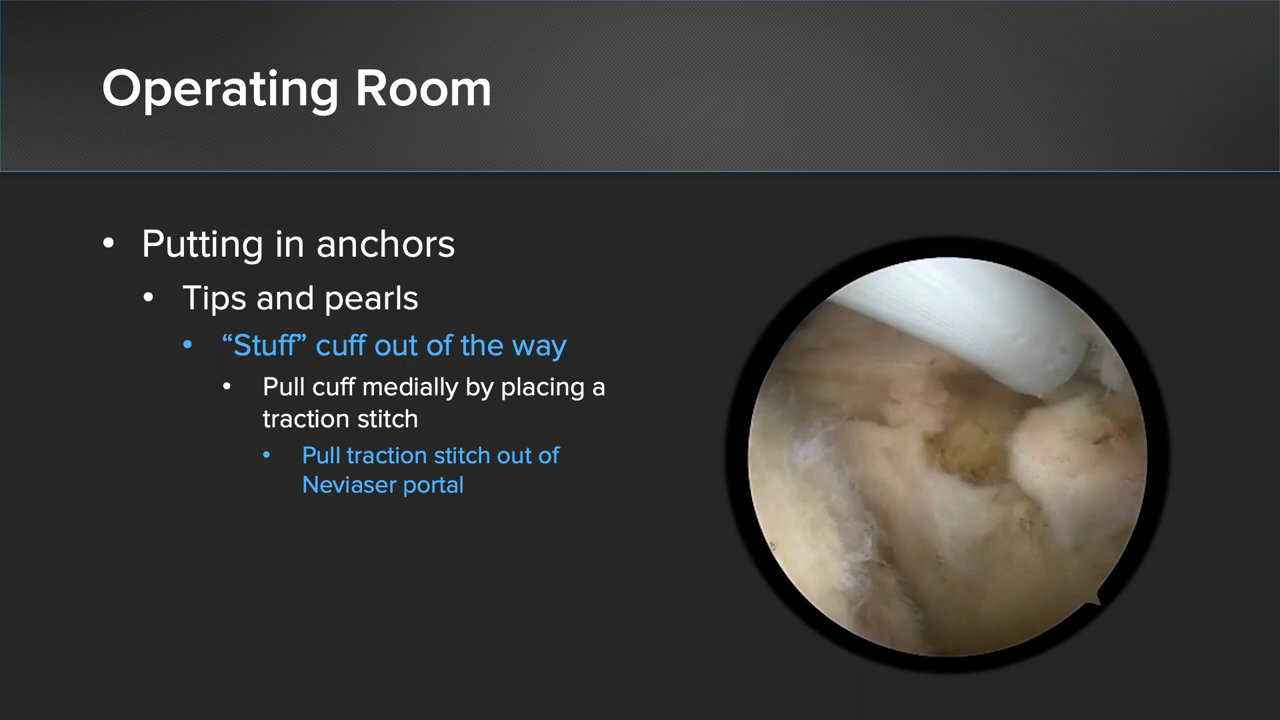 Operating Room
• Putting in anchors
• Tips and pearls
• “Stuff” cuff out of the way
• Pull cuff medially by placing a
traction stitch
• Pull traction stitch out of
Neviaser portal